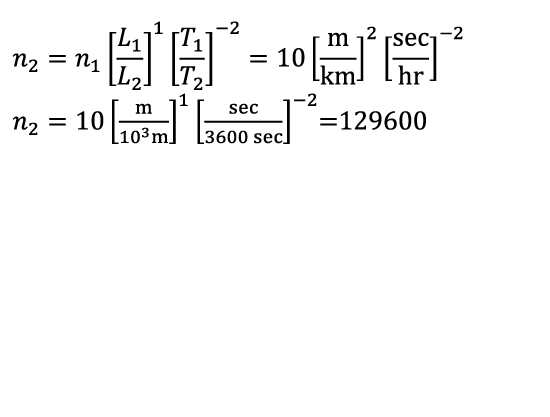 n₂ = n₁ [L₁/L₂]¹ [T₁/T₂]⁻² = 10 [m/km]² [sec/hr]⁻²
n₂ = 10 [m/10³m]¹ [sec/3600 sec]⁻² =129600